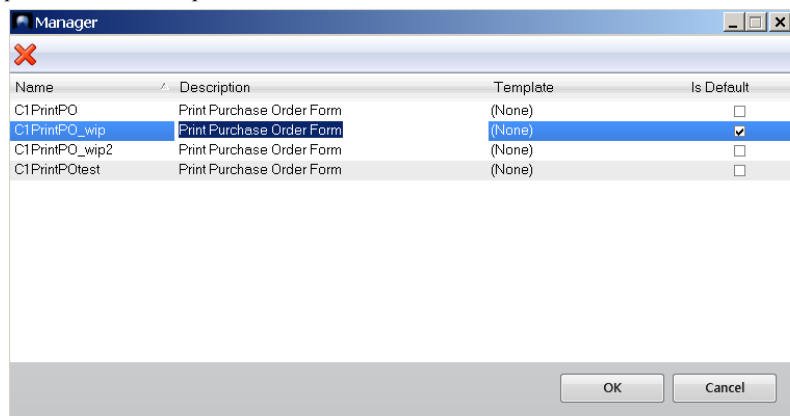 Manager
Name Description Template Is Default
C1PrintPO Print Purchase Order Form (None)
C1PrintPO_wip Print Purchase Order Form (None)
C1PrintPO_wip2 Print Purchase Order Form (None)
C1PrintPOtest Print Purchase Order Form (None)
OK Cancel